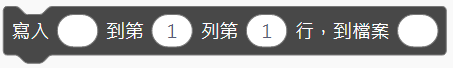 寫入 到第 1 列第 1 行，到檔案